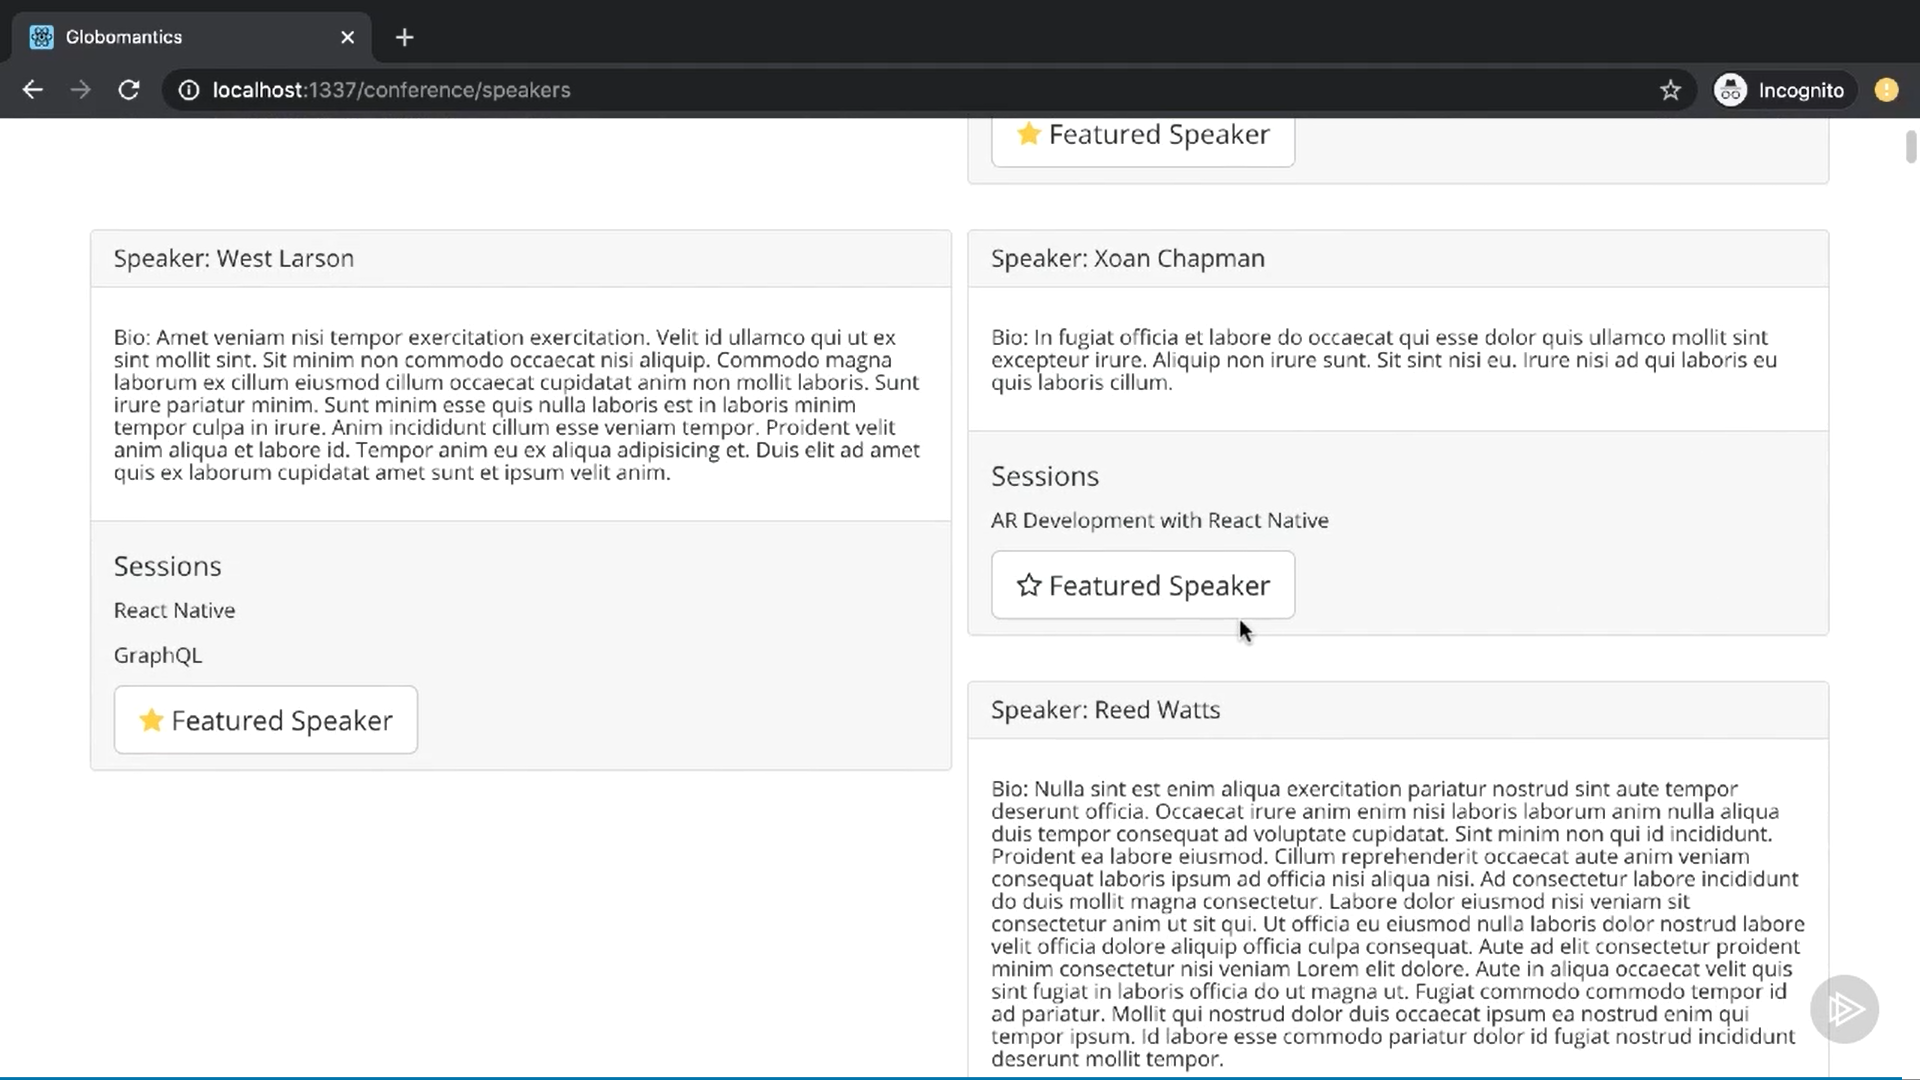 Globomantics
localhost:1337/conference/speakers
Incognito
Featured Speaker
Speaker: West Larson
Bio: Amet veniam nisi tempor exercitation exercitation. Velit id ullamco qui ut ex
sint mollit sint. Sit minim non commodo occaecat nisi aliquip. Commodo magna
laborum ex cillum eiusmod cillum occaecat cupidatat anim non mollit laboris. Sunt
irure pariatur minim. Sunt minim esse quis nulla laboris est in laboris minim
tempor culpa in irure. Anim incididunt cillum esse veniam tempor. Proident velit
anim aliqua et labore id. Tempor anim eu ex aliqua adipisicing et. Duis elit ad amet
quis ex laborum cupidatat amet sunt et ipsum velit anim.
Sessions
React Native
GraphQL
Featured Speaker
Speaker: Xoan Chapman
Bio: In fugiat officia et labore do occaecat qui esse dolor quis ullamco mollit sint
excepteur irure. Aliquip non irure sunt. Sit sint nisi eu. Irure nisi ad qui laboris eu
quis laboris cillum.
Sessions
AR Development with React Native
Featured Speaker
Speaker: Reed Watts
Bio: Nulla sint est enim aliqua exercitation pariatur nostrud sint aute tempor
deserunt officia. Occaecat irure anim enim nisi laboris laborum anim nulla aliqua
duis tempor consequat ad voluptate cupidatat. Sint minim non qui id incididunt.
Proident ea labore eiusmod. Cillum reprehenderit occaecat aute anim veniam
consequat laboris ipsum ad officia nisi aliqua nisi. Ad consectetur labore incididunt
do duis mollit magna consectetur. Labore dolor eiusmod nisi veniam sit
consectetur anim ut sit qui. Ut officia eu eiusmod nulla laboris dolor nostrud labore
velit officia dolore aliquip officia culpa consequat. Aute ad elit consectetur proident
minim consectetur nisi veniam Lorem elit dolore. Aute in aliqua occaecat velit quis
sint fugiat in laboris officia do ut magna ut. Fugiat commodo commodo tempor id
ad pariatur. Mollit qui nostrud dolor duis occaecat ipsum ea nostrud enim qui
tempor ipsum. Id labore esse commodo pariatur dolor id fugiat nostrud incididunt
deserunt mollit tempor.